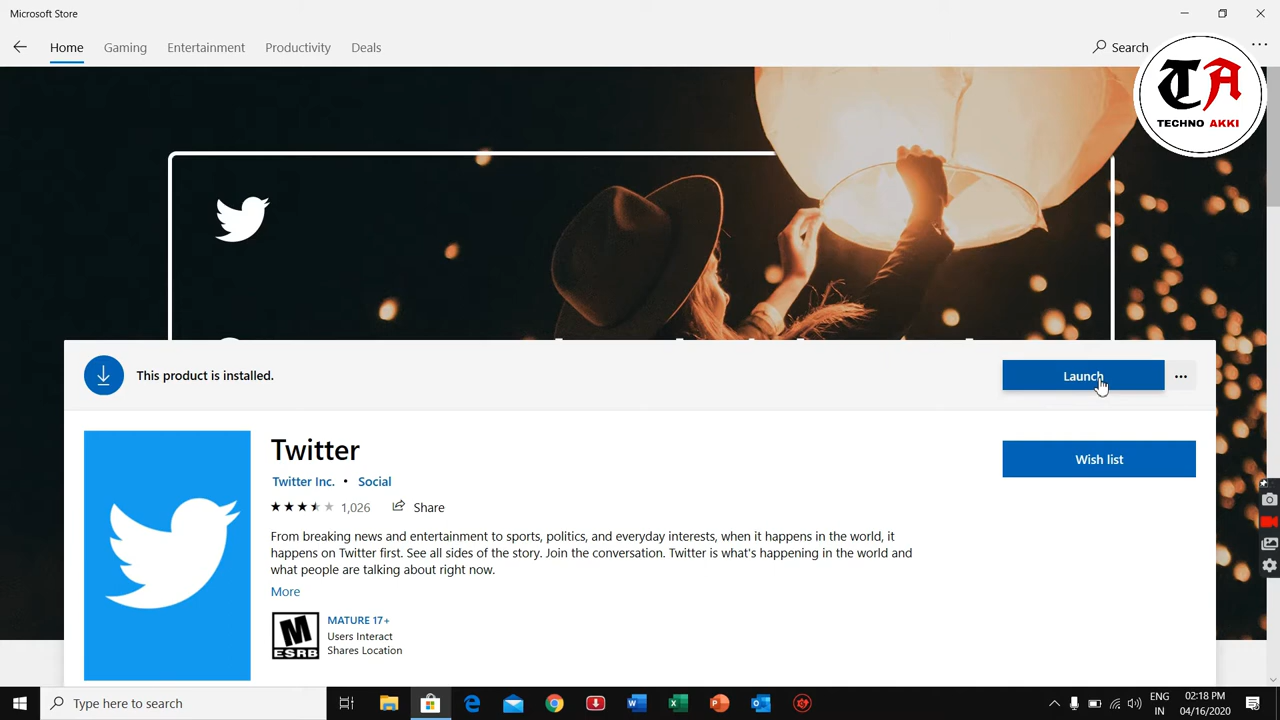 Microsoft Store
Home
Gaming
Entertainment
Productivity
Deals
Search
TA
TECHNO AKKI
This product is installed.
Launch
Twitter
Wish list
Twitter Inc. • Social
1,026
Share
From breaking news and entertainment to sports, politics, and everyday interests, when it happens in the world, it
happens on Twitter first. See all sides of the story. Join the conversation. Twitter is what's happening in the world and
what people are talking about right now.
More
M
ESRB
MATURE 17+
Users Interact
Shares Location
Type here to search
ENG
IN
02:18 PM
04/16/2020